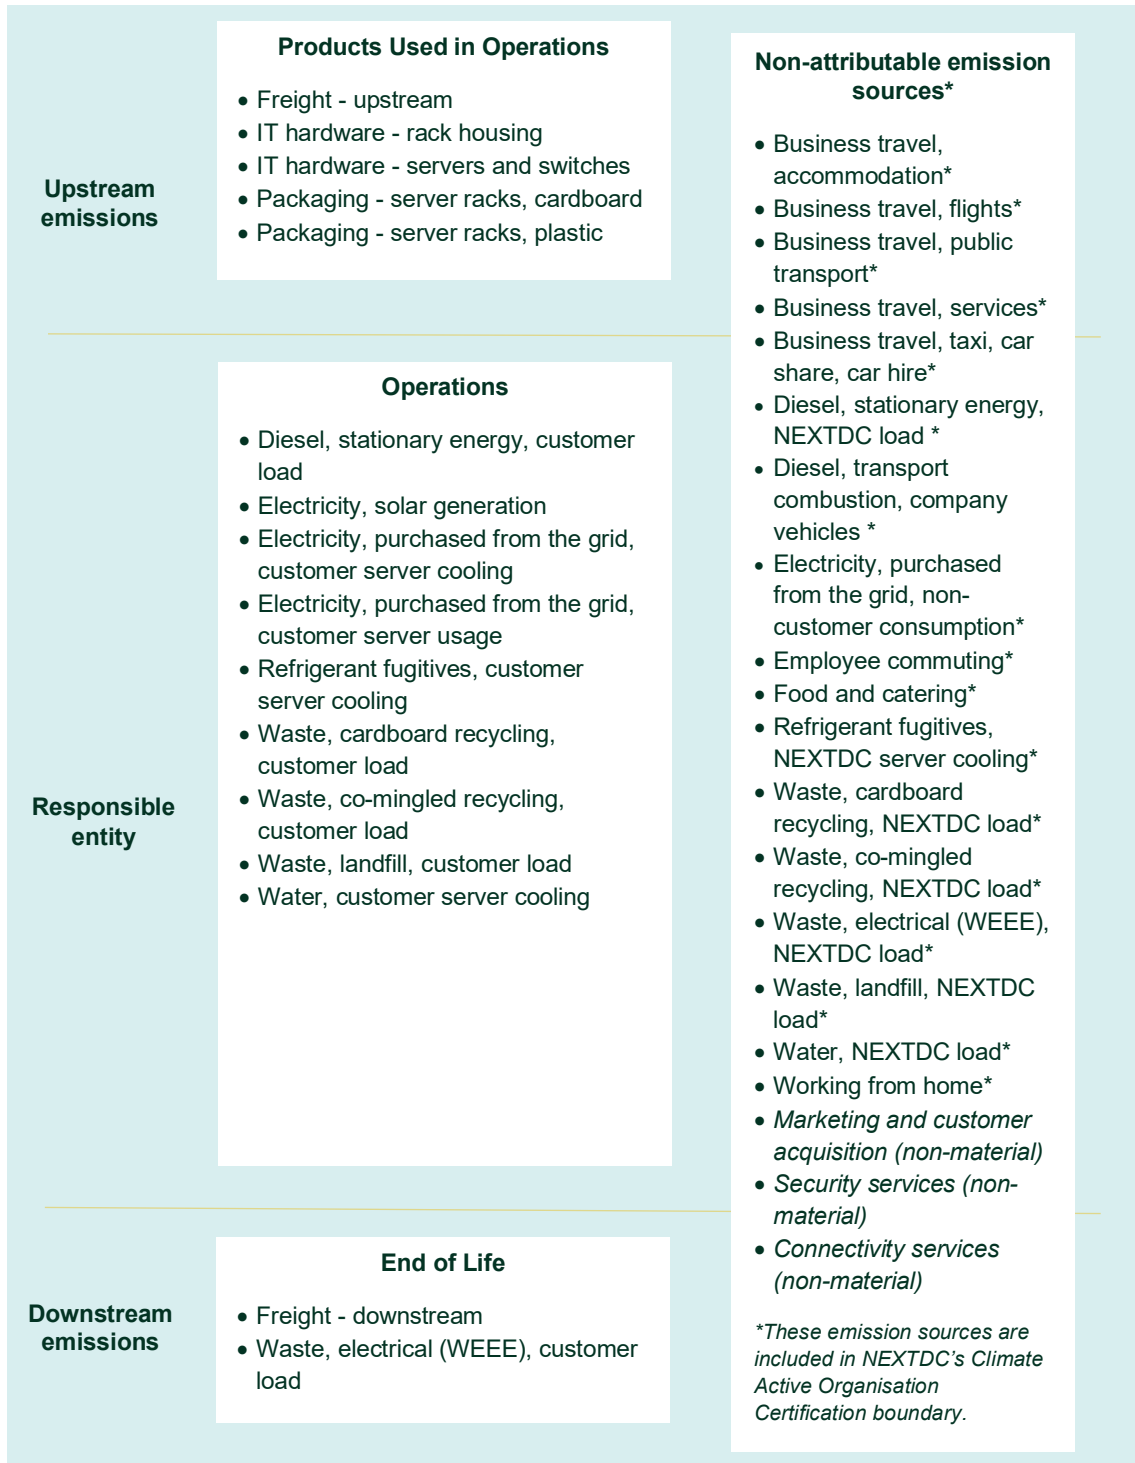 Upstream
emissions
Products Used in Operations
• Freight - upstream
• IT hardware - rack housing
• IT hardware - servers and switches
• Packaging - server racks, cardboard
• Packaging - server racks, plastic
Responsible
entity
Operations
• Diesel, stationary energy, customer
load
• Electricity, solar generation
• Electricity, purchased from the grid,
customer server cooling
• Electricity, purchased from the grid,
customer server usage
• Refrigerant fugitives, customer
server cooling
• Waste, cardboard recycling,
customer load
• Waste, co-mingled recycling,
customer load
• Waste, landfill, customer load
• Water, customer server cooling
Downstream
emissions
End of Life
• Freight - downstream
• Waste, electrical (WEEE), customer
load
Non-attributable emission
sources*
• Business travel,
accommodation*
• Business travel, flights*
• Business travel, public
transport*
• Business travel, services*
• Business travel, taxi, car
share, car hire*
• Diesel, stationary energy,
NEXTDC load *
• Diesel, transport
combustion, company
vehicles *
• Electricity, purchased
from the grid, non-
customer consumption*
• Employee commuting*
• Food and catering*
• Refrigerant fugitives,
NEXTDC server cooling*
• Waste, cardboard
recycling, NEXTDC load*
• Waste, co-mingled
recycling, NEXTDC load*
• Waste, electrical (WEEE),
NEXTDC load*
• Waste, landfill, NEXTDC
load*
• Water, NEXTDC load*
• Working from home*
• Marketing and customer
acquisition (non-material)
• Security services (non-
material)
• Connectivity services
(non-material)
*These emission sources are
included in NEXTDC’s Climate
Active Organisation
Certification boundary.